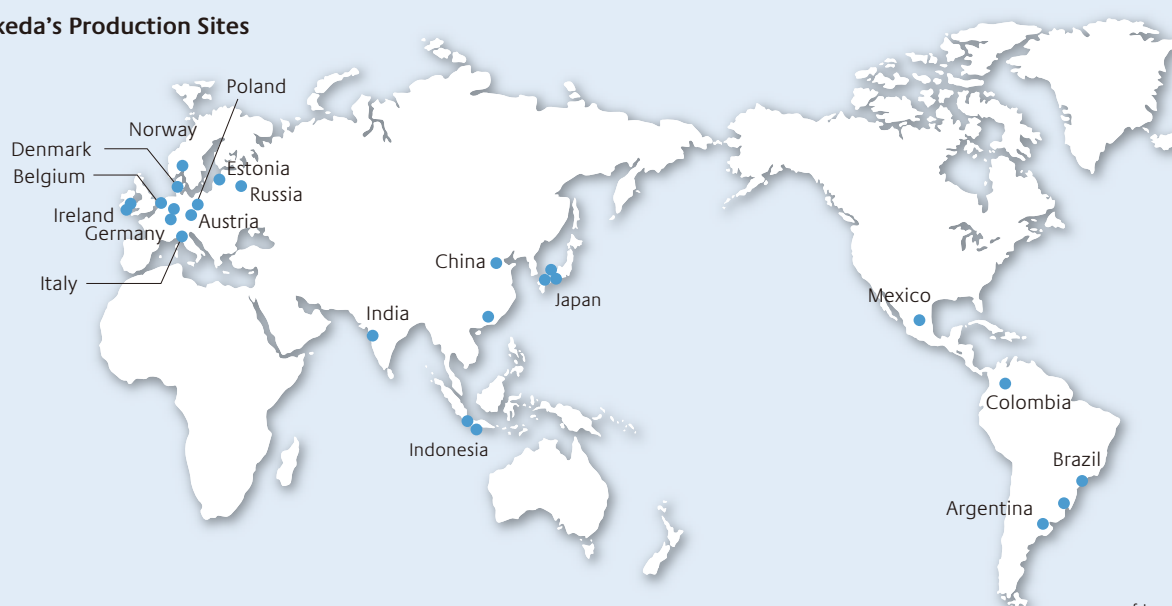 keda's Production Sites
Poland
Norway
Denmark
Estonia
Belgium
Russia
Ireland
Austria
Germany
Italy
China
Japan
India
Mexico
Indonesia
Colombia
Brazil
Argentina